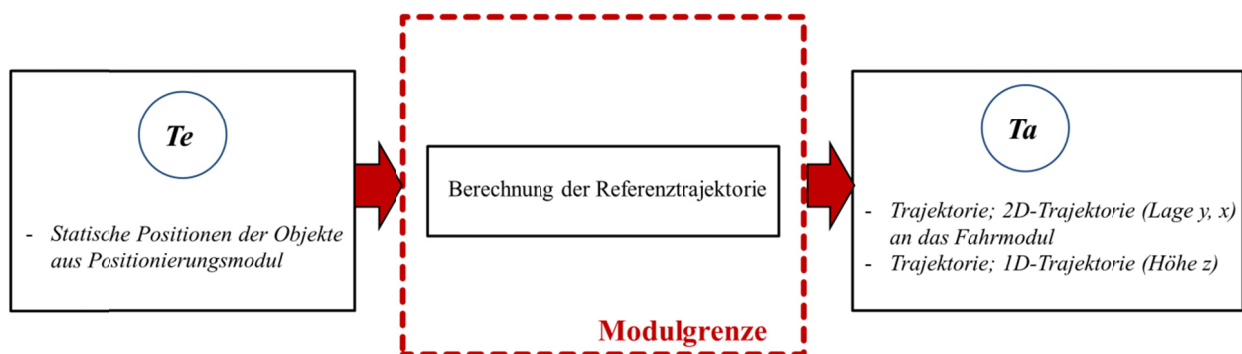 Te
- Statische Positionen der Objekte
aus Positionierungsmodul
Berechnung der Referenztrajektorie
Modulgrenze
Ta
- Trajektorie; 2D-Trajektorie (Lage y, x)
an das Fahrmodul
- Trajektorie; 1D-Trajektorie (Höhe z)